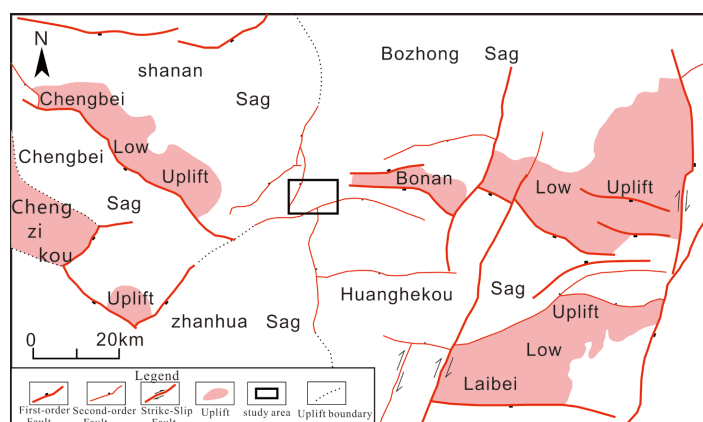 N
Bozhong Sag
shanan
Sag
Chengbei
Low
Uplift
Chengbei
Sag
Bonan
Low Uplift
Cheng
zi
kou
Uplift
Huanghekou
Sag
zhanhua Sag
Uplift
Low
Laibei
0 20km
Legend
First-order
Fault
Second-order
Fault
Strike-Slip
Fault
Uplift
study area
Uplift boundary